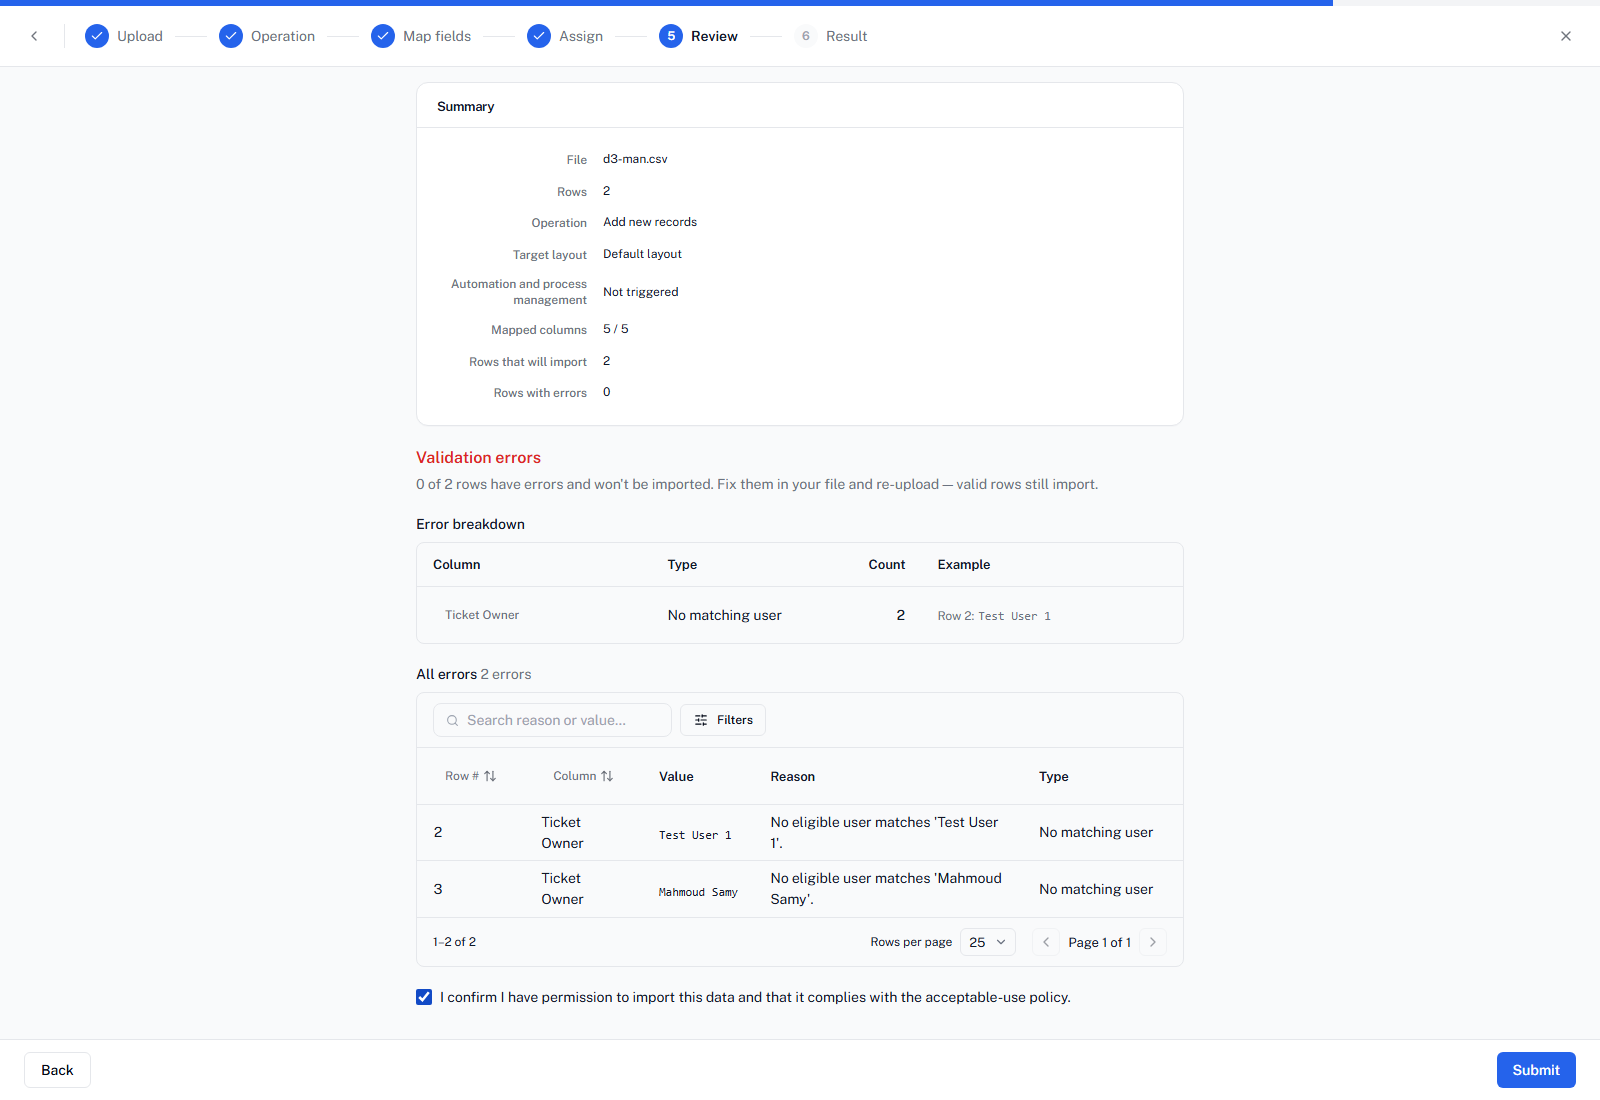 Upload
Operation
Map fields
Assign
5 Review
6 Result
Summary
File d3-man.csv
Rows 2
Operation Add new records
Target layout Default layout
Automation and process
management Not triggered
Mapped columns 5 / 5
Rows that will import 2
Rows with errors 0
Validation errors
0 of 2 rows have errors and won't be imported. Fix them in your file and re-upload — valid rows still import.
Error breakdown
Column Type Count Example
Ticket Owner No matching user 2 Row 2: Test User 1
All errors 2 errors
Search reason or value...
Filters
Row # Column Value Reason Type
2 Ticket Owner Test User 1 No eligible user matches 'Test User 1'. No matching user
3 Ticket Owner Mahmoud Samy No eligible user matches 'Mahmoud Samy'. No matching user
1–2 of 2 Rows per page 25 Page 1 of 1
I confirm I have permission to import this data and that it complies with the acceptable-use policy.
Back Submit